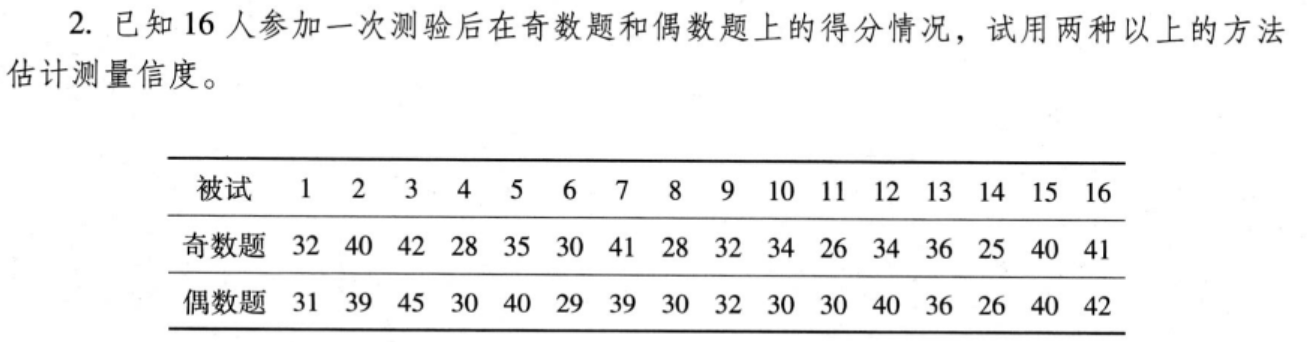 2. 已知 16 人参加一次测验后在奇数题和偶数题上的得分情况，试用两种以上的方法
估计测量信度。
被试 1 2 3 4 5 6 7 8 9 10 11 12 13 14 15 16
奇数题 32 40 42 28 35 30 41 28 32 34 26 34 36 25 40 41
偶数题 31 39 45 30 40 29 39 30 32 30 30 40 36 26 40 42